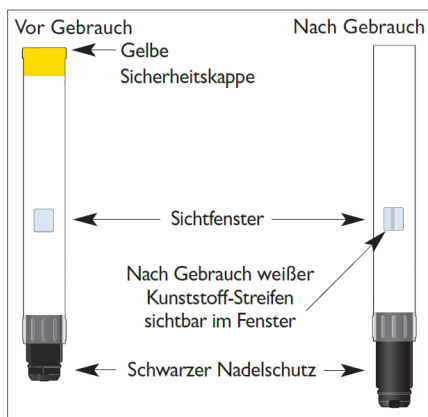 Vor Gebrauch
Nach Gebrauch
Gelbe
Sicherheitskappe
Sichtfenster
Nach Gebrauch weißer
Kunststoff-Streifen
sichtbar im Fenster
Schwarzer Nadelschutz